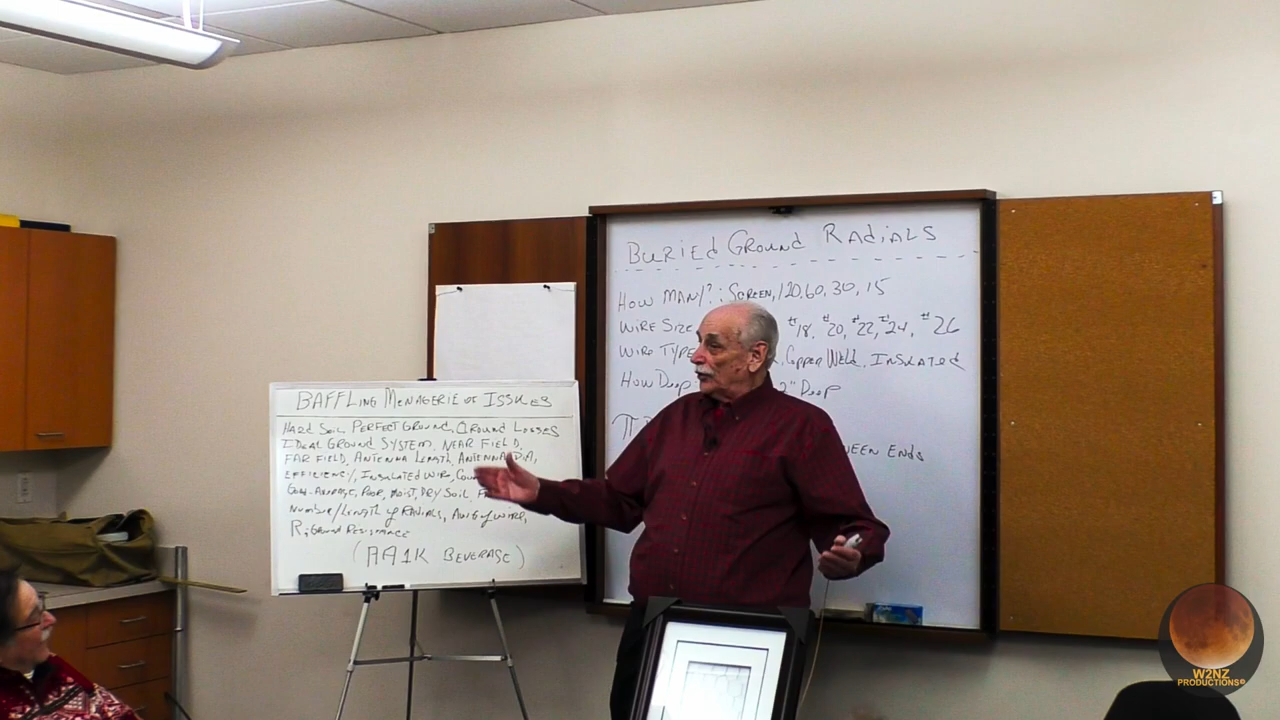 BAFFLING MENAGERIE OF ISSUES
HARD SOIL, PERFECT GROUND, GROUND LOSSES
IDEAL GROUND SYSTEM, NEAR FIELD,
FAR FIELD, ANTENNA LENGTH, ANTENNA DIA,
EFFICIENCY, INSULATED WIRE,
GOOD-AVERAGE, POOR, MOIST, DRY SOIL,
NUMBER/LENGTH of RADIALS, AWG of WIRE,
R, GROUND RESISTANCE
(AA1K BEVERAGE)
BURIED GROUND RADIALS
HOW MANY? : SCREEN, 120, 60, 30, 15
WIRE SIZE #18, #20, #22, #24, #26
WIRE TYPE COPPER WELD, INSULATED
HOW DEEP 2" DEEP
ENDS
W2NZ
PRODUCTIONS©